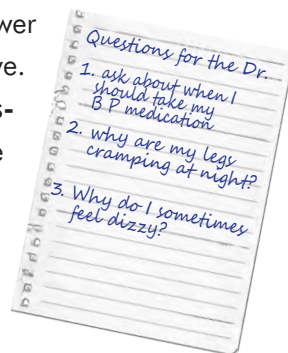 wer
ve.
s-
e
Questions for the Dr.
1. ask about when I
should take my
B P medication
2. why are my legs
cramping at night?
3. Why do I sometimes
feel dizzy?